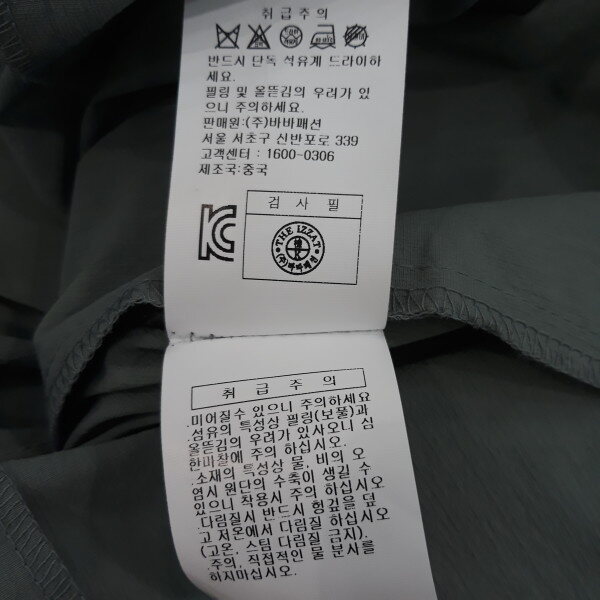 취급주의
반드시 단독 석유계 드라이하
세요.
필링 및 올뜯김의 우려가 있
으니 주의하세요.
판매원:(주)바바패션
서울 서초구 신반포로 339
고객센터 : 1600-0306
제조국:중국
검 사 필
THE IZZAT
(주)바바패션
취 급 주 의
.미어질수 있으니 주의하세요
.섬유의 특성상 필링(보풀)과
올뜯김의 우려가 있사오니 심
한마찰에 주의 하십시오.
.소재의 특성상 물, 비의 오
염시 원단의 수축이 생길 수
있으니 착용시 주의 하십시오
.다림질시 반드시 헝깊을 덮
고 저온에서 다림질 하십시오
(고온, 스팀 다림질 금지).
.주의, 직접적인 물 분사를
하지마십시오.